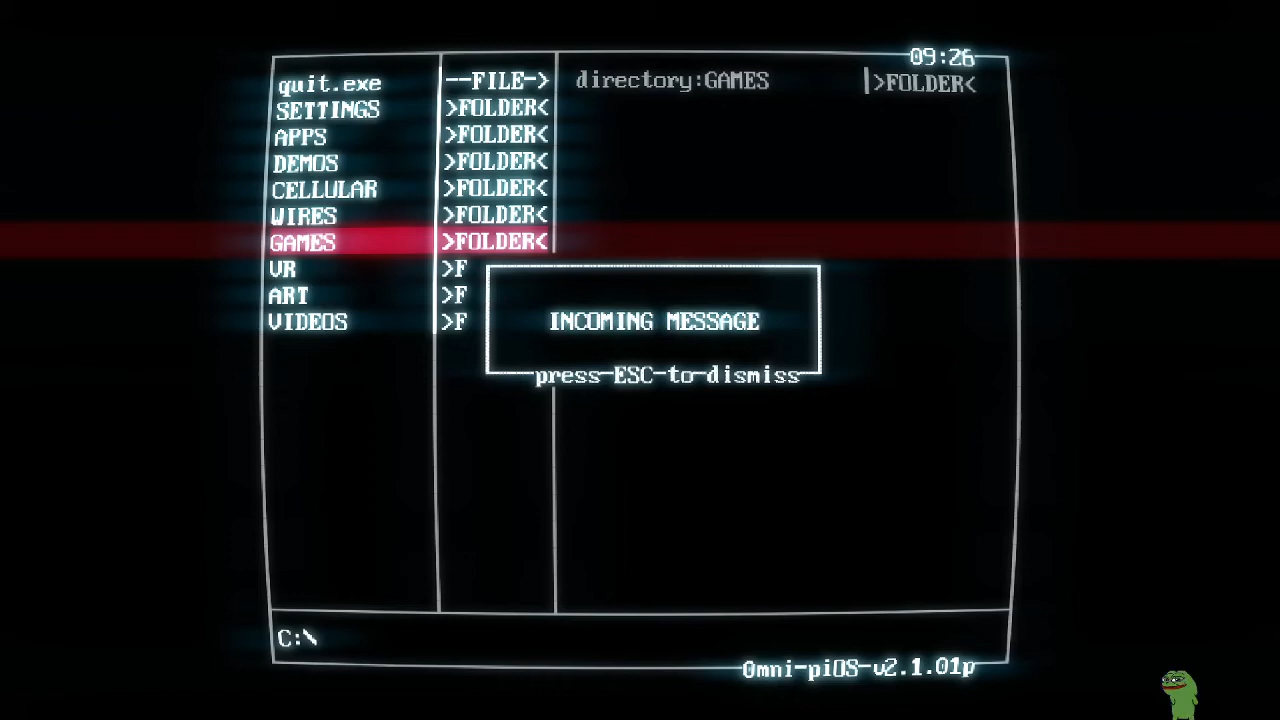 09:26
quit.exe --FILE-> directory:GAMES |>FOLDER<
SETTINGS >FOLDER<
APPS >FOLDER<
DEMOS >FOLDER<
CELLULAR >FOLDER<
WIRES >FOLDER<
GAMES >FOLDER<
VR >F
ART >F
VIDEOS >F
INCOMING MESSAGE
press-ESC-to-dismiss
C:\
Omni-piOS-v2.1.01p